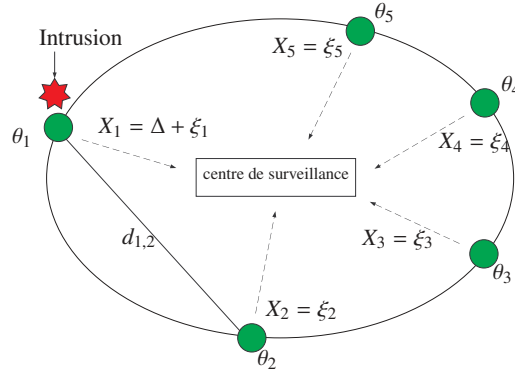 θ5
Intrusion
X5 = ξ5
θ4
θ1
X1 = Δ + ξ1
X4 = ξ4
centre de surveillance
d1,2
X3 = ξ3
θ3
X2 = ξ2
θ2